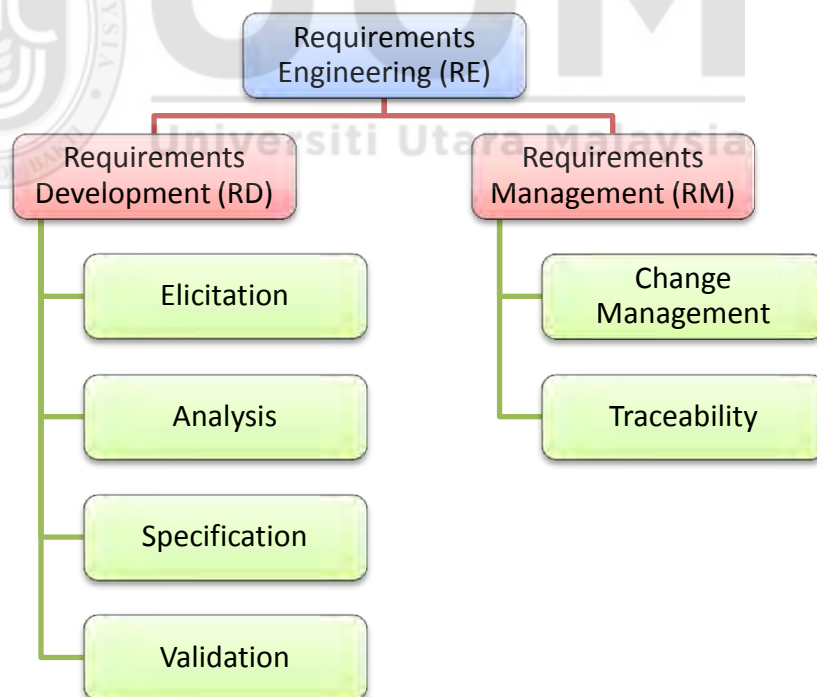 Requirements
Engineering (RE)
Universiti Utara Malaysia
Requirements
Development (RD)
Requirements
Management (RM)
Elicitation
Analysis
Specification
Validation
Change
Management
Traceability